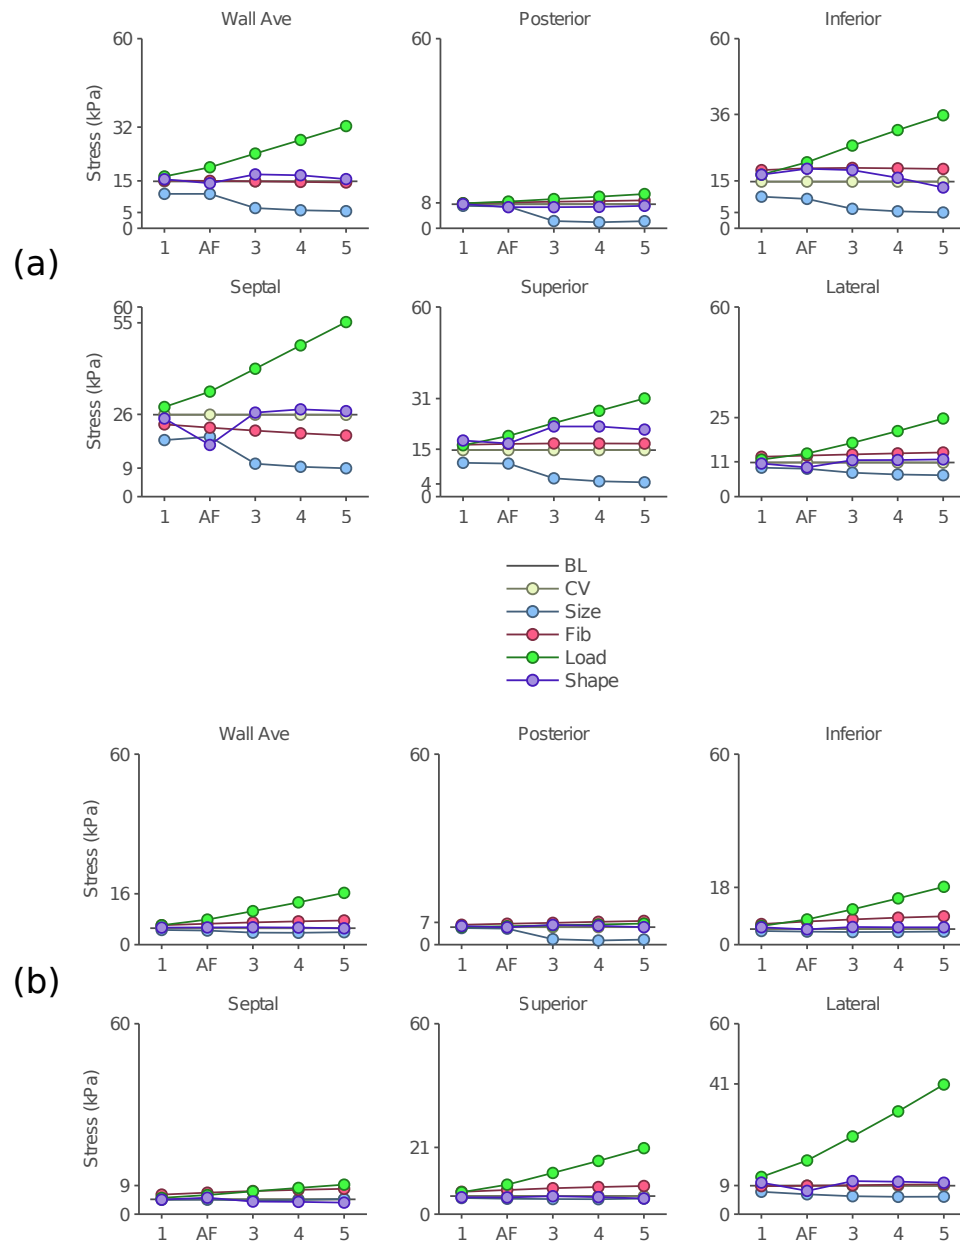 Wall Ave Posterior Inferior
60 60 60
Stress (kPa)
32 36
15 8 15
5 5
0 0 0
1 AF 3 4 5 1 AF 3 4 5 1 AF 3 4 5
(a)
Septal Superior Lateral
60 60 60
55
Stress (kPa)
31 25
26 15 11
9 4
0 0 0
1 AF 3 4 5 1 AF 3 4 5 1 AF 3 4 5
BL
CV
Size
Fib
Load
Shape
Wall Ave Posterior Inferior
60 60 60
Stress (kPa)
16 7 18
0 0 0
1 AF 3 4 5 1 AF 3 4 5 1 AF 3 4 5
(b)
Septal Superior Lateral
60 60 60
Stress (kPa)
41
9 21 9
0 0 0
1 AF 3 4 5 1 AF 3 4 5 1 AF 3 4 5